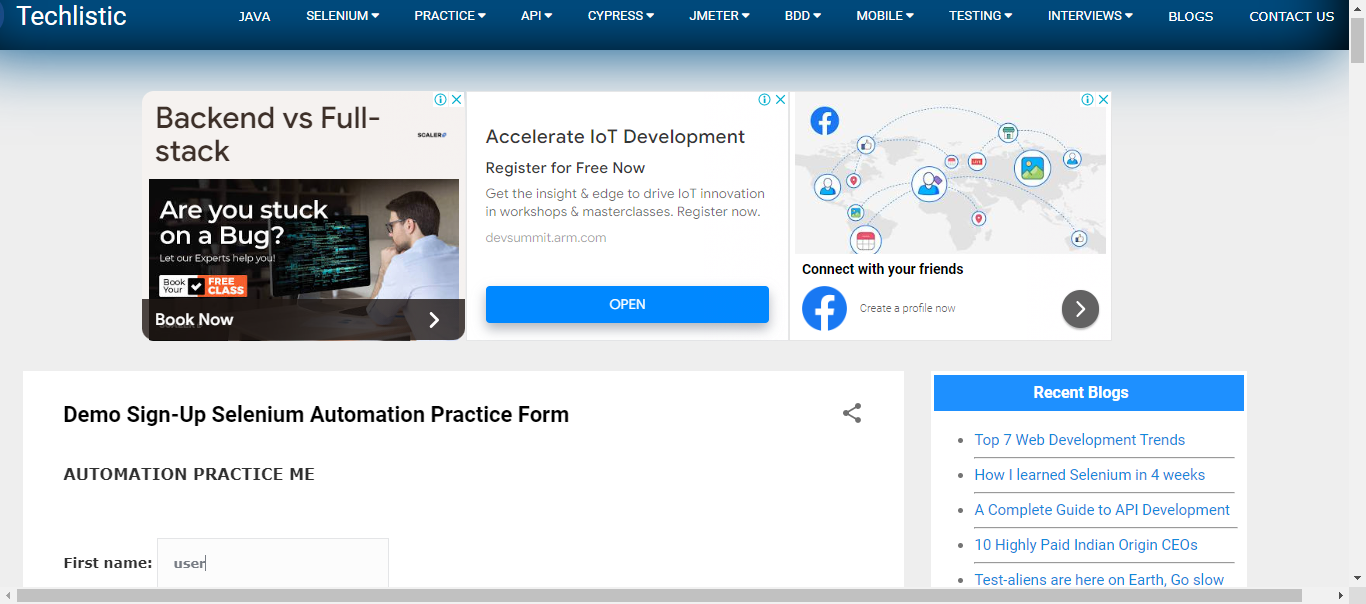 Techlistic
JAVA SELENIUM PRACTICE API CYPRESS JMETER BDD MOBILE TESTING INTERVIEWS BLOGS CONTACT US
Backend vs Full-
stack
SCALER
Are you stuck
on a Bug?
Let our Experts help you!
Book
Your
FREE
CLASS
Book Now
Accelerate IoT Development
Register for Free Now
Get the insight & edge to drive IoT innovation
in workshops & masterclasses. Register now.
devsummit.arm.com
OPEN
Connect with your friends
Create a profile now
Demo Sign-Up Selenium Automation Practice Form
AUTOMATION PRACTICE ME
First name: user
Recent Blogs
Top 7 Web Development Trends
How I learned Selenium in 4 weeks
A Complete Guide to API Development
10 Highly Paid Indian Origin CEOs
Test-aliens are here on Earth, Go slow